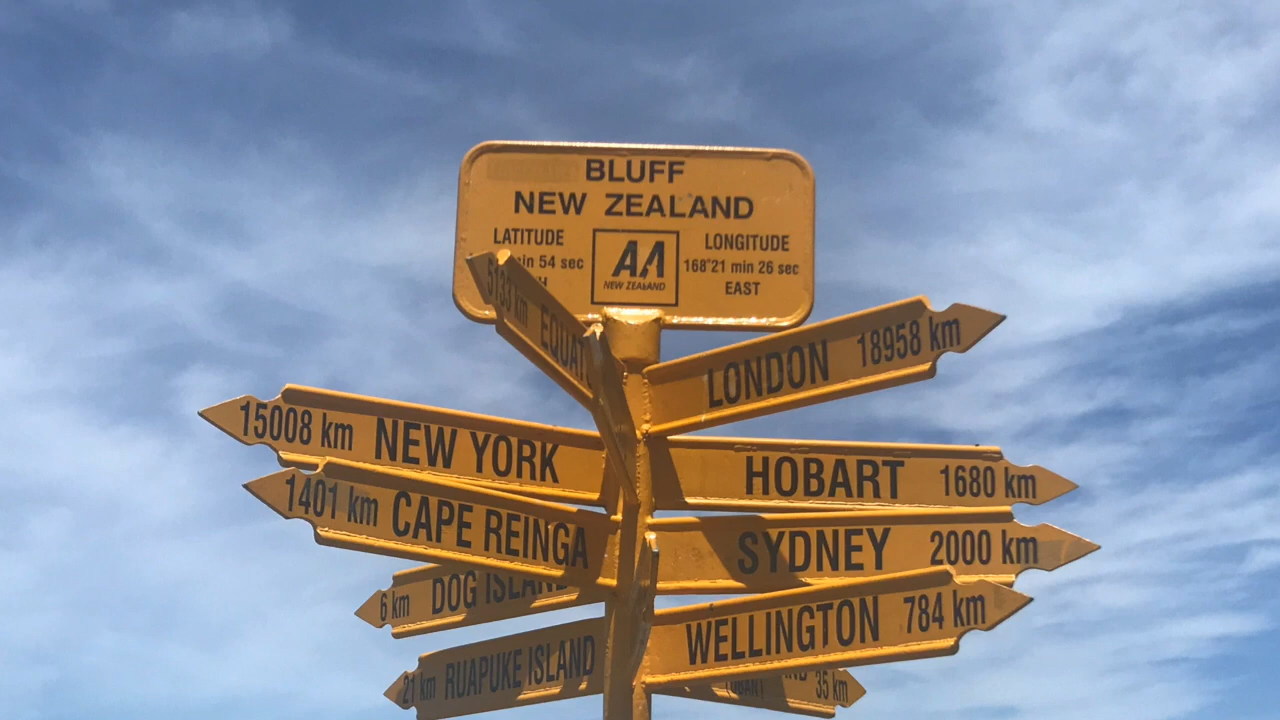 BLUFF
NEW ZEALAND
LATITUDE
LONGITUDE
54 sec
AA
NEW ZEALAND
168°21 min 26 sec
EAST
5133 km
LONDON 18958 km
15008 km NEW YORK
HOBART 1680 km
1401 km CAPE REINGA
SYDNEY 2000 km
6 km DOG ISLAND
WELLINGTON 784 km
21 km RUAPUKE ISLAND
35 km